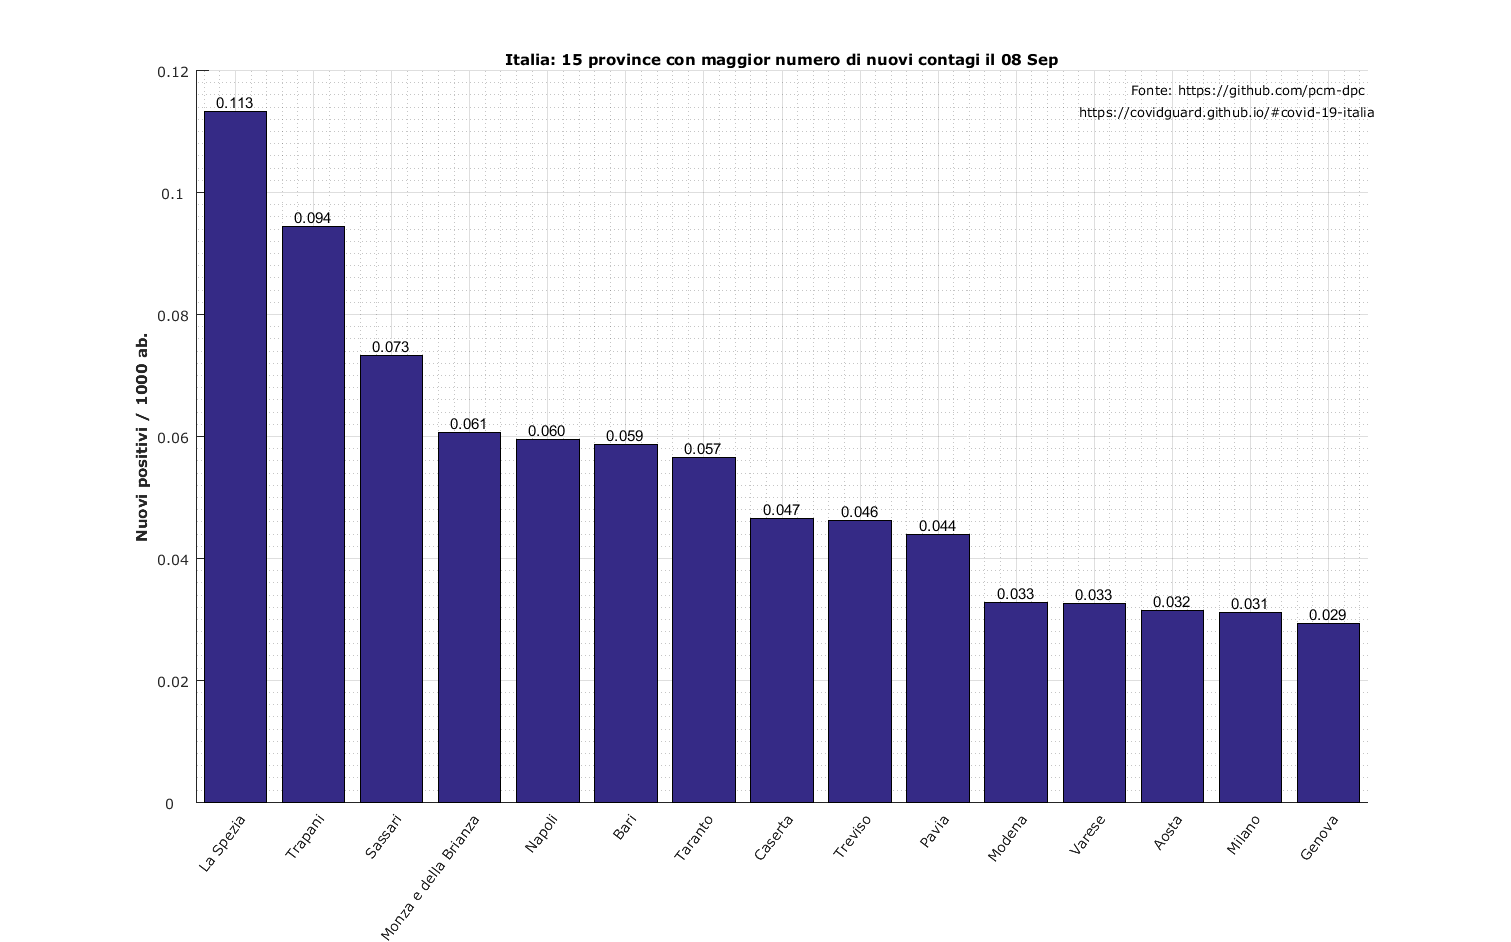 Italia: 15 province con maggior numero di nuovi contagi il 08 Sep
Fonte: https://github.com/pcm-dpc
https://covidguard.github.io/#covid-19-italia
Nuovi positivi / 1000 ab.
0.12
0.1
0.08
0.06
0.04
0.02
0
0.113
0.094
0.073
0.061
0.060
0.059
0.057
0.047
0.046
0.044
0.033
0.033
0.032
0.031
0.029
La Spezia
Trapani
Sassari
Monza e della Brianza
Napoli
Bari
Taranto
Caserta
Treviso
Pavia
Modena
Varese
Aosta
Milano
Genova